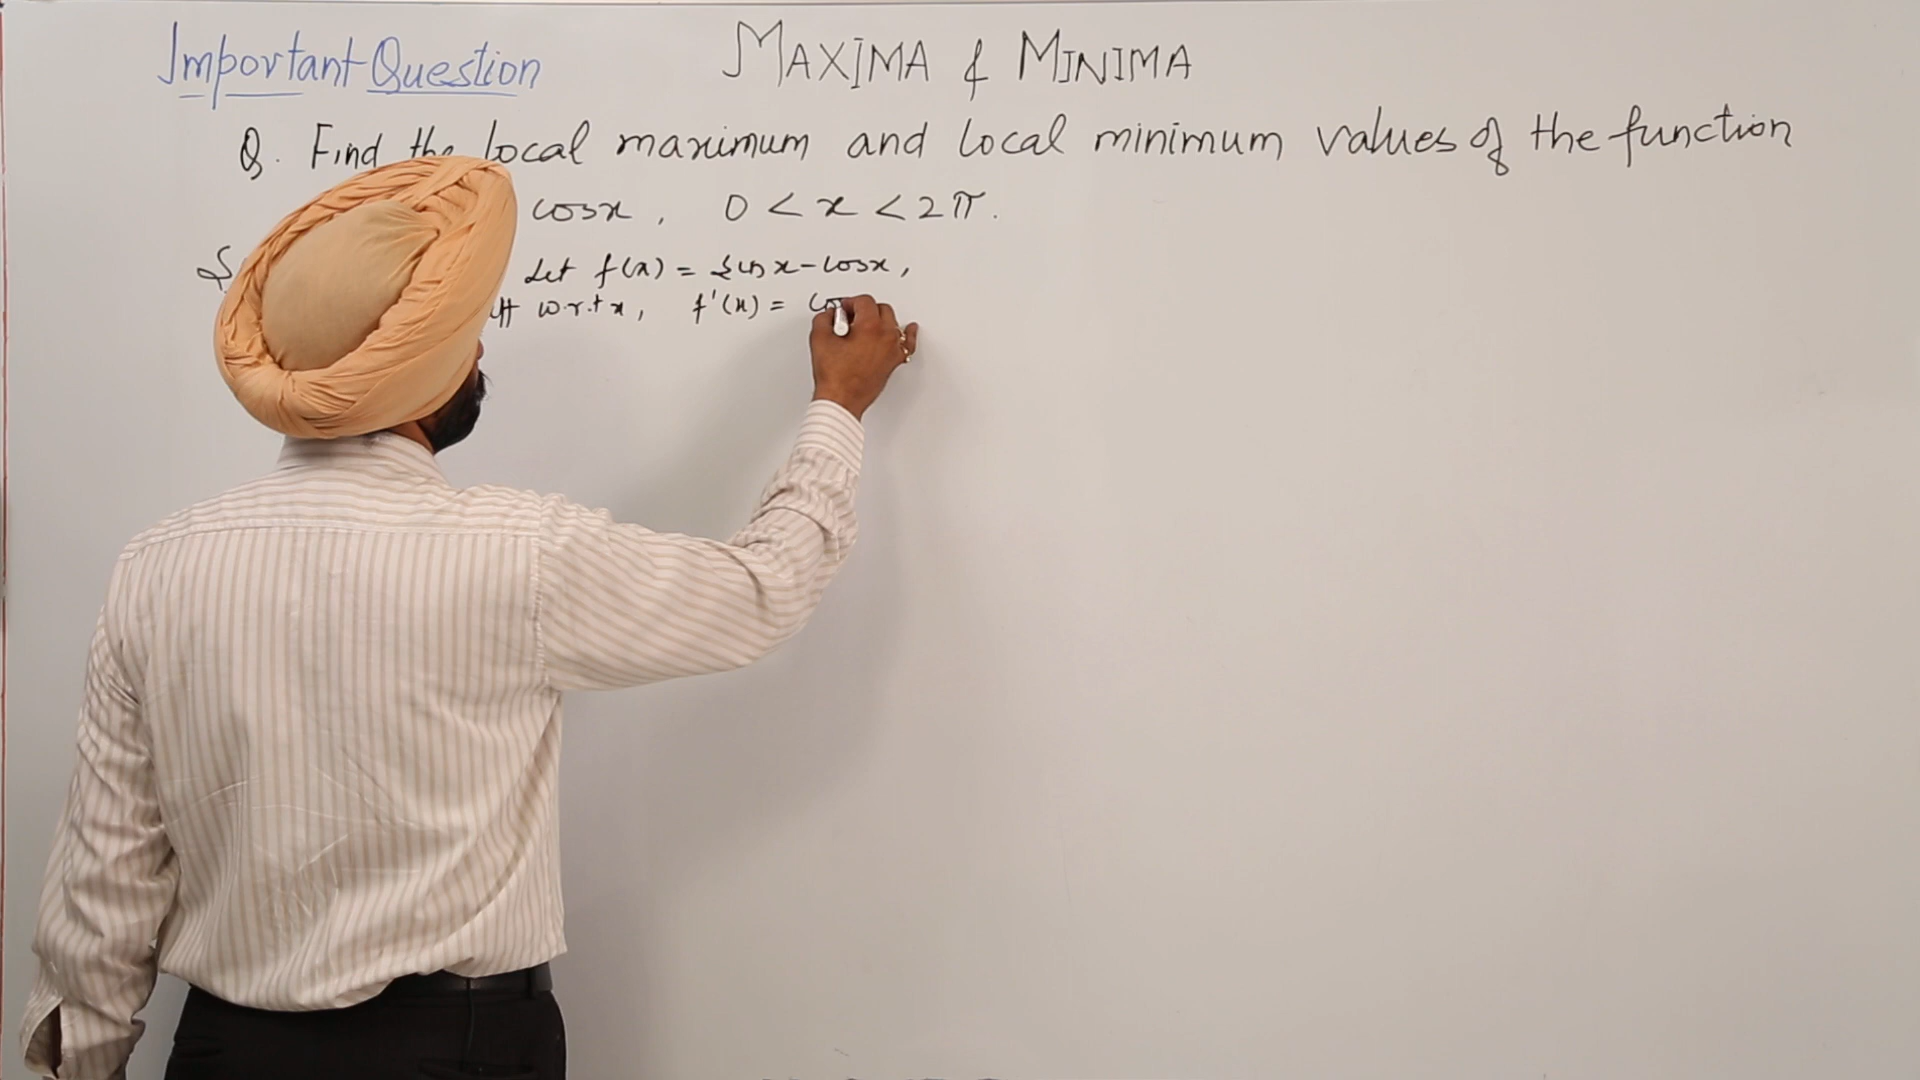 Important Question
MAXIMA & MINIMA
Q. Find the local maximum and local minimum values of the function
cosx, 0 < x < 2π.
Let f(x) = sin x - cosx,
w.r.t x, f'(x) =